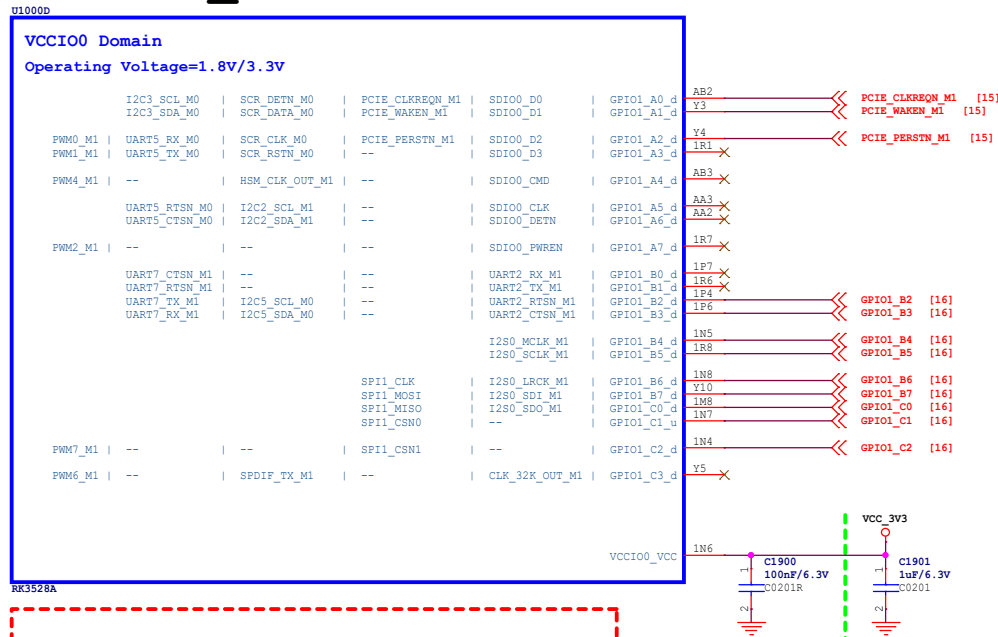 U1000D
VCCIO0 Domain
Operating Voltage=1.8V/3.3V
I2C3_SCL_M0 | SCR_DETN_M0 | PCIE_CLKREQN_M1 | SDIO0_D0 | GPIO1_A0_d AB2 PCIE_CLKREQN_M1 [15]
I2C3_SDA_M0 | SCR_DATA_M0 | PCIE_WAKEN_M1 | SDIO0_D1 | GPIO1_A1_d Y3 PCIE_WAKEN_M1 [15]
PWM0_M1 | UART5_RX_M0 | SCR_CLK_M0 | PCIE_PERSTN_M1 | SDIO0_D2 | GPIO1_A2_d Y4 PCIE_PERSTN_M1 [15]
PWM1_M1 | UART5_TX_M0 | SCR_RSTN_M0 | -- | SDIO0_D3 | GPIO1_A3_d 1R1
PWM4_M1 | -- | HSM_CLK_OUT_M1 | -- | SDIO0_CMD | GPIO1_A4_d AB3
UART5_RTSN_M0 | I2C2_SCL_M1 | -- | SDIO0_CLK | GPIO1_A5_d AA3
UART5_CTSN_M0 | I2C2_SDA_M1 | -- | SDIO0_DETN | GPIO1_A6_d AA2
PWM2_M1 | -- | -- | -- | SDIO0_PWREN | GPIO1_A7_d 1R7
UART7_CTSN_M1 | -- | -- | UART2_RX_M1 | GPIO1_B0_d 1P7
UART7_RTSN_M1 | -- | -- | UART2_TX_M1 | GPIO1_B1_d 1R6
UART7_TX_M1 | I2C5_SCL_M0 | -- | UART2_RTSN_M1 | GPIO1_B2_d 1P4 GPIO1_B2 [16]
UART7_RX_M1 | I2C5_SDA_M0 | -- | UART2_CTSN_M1 | GPIO1_B3_d 1P6 GPIO1_B3 [16]
I2S0_MCLK_M1 | GPIO1_B4_d 1N5 GPIO1_B4 [16]
I2S0_SCLK_M1 | GPIO1_B5_d 1R8 GPIO1_B5 [16]
SPI1_CLK | I2S0_LRCK_M1 | GPIO1_B6_d 1N8 GPIO1_B6 [16]
SPI1_MOSI | I2S0_SDI_M1 | GPIO1_B7_d Y10 GPIO1_B7 [16]
SPI1_MISO | I2S0_SDO_M1 | GPIO1_C0_d 1M8 GPIO1_C0 [16]
SPI1_CSN0 | -- | GPIO1_C1_u 1N7 GPIO1_C1 [16]
PWM7_M1 | -- | -- | SPI1_CSN1 | -- | GPIO1_C2_d 1N4 GPIO1_C2 [16]
PWM6_M1 | -- | SPDIF_TX_M1 | -- | CLK_32K_OUT_M1 | GPIO1_C3_d Y5
VCC_3V3
VCCIO0_VCC 1N6
C1900
100nF/6.3V
C0201R
1
2
C1901
1uF/6.3V
C0201
1
2
RK3528A